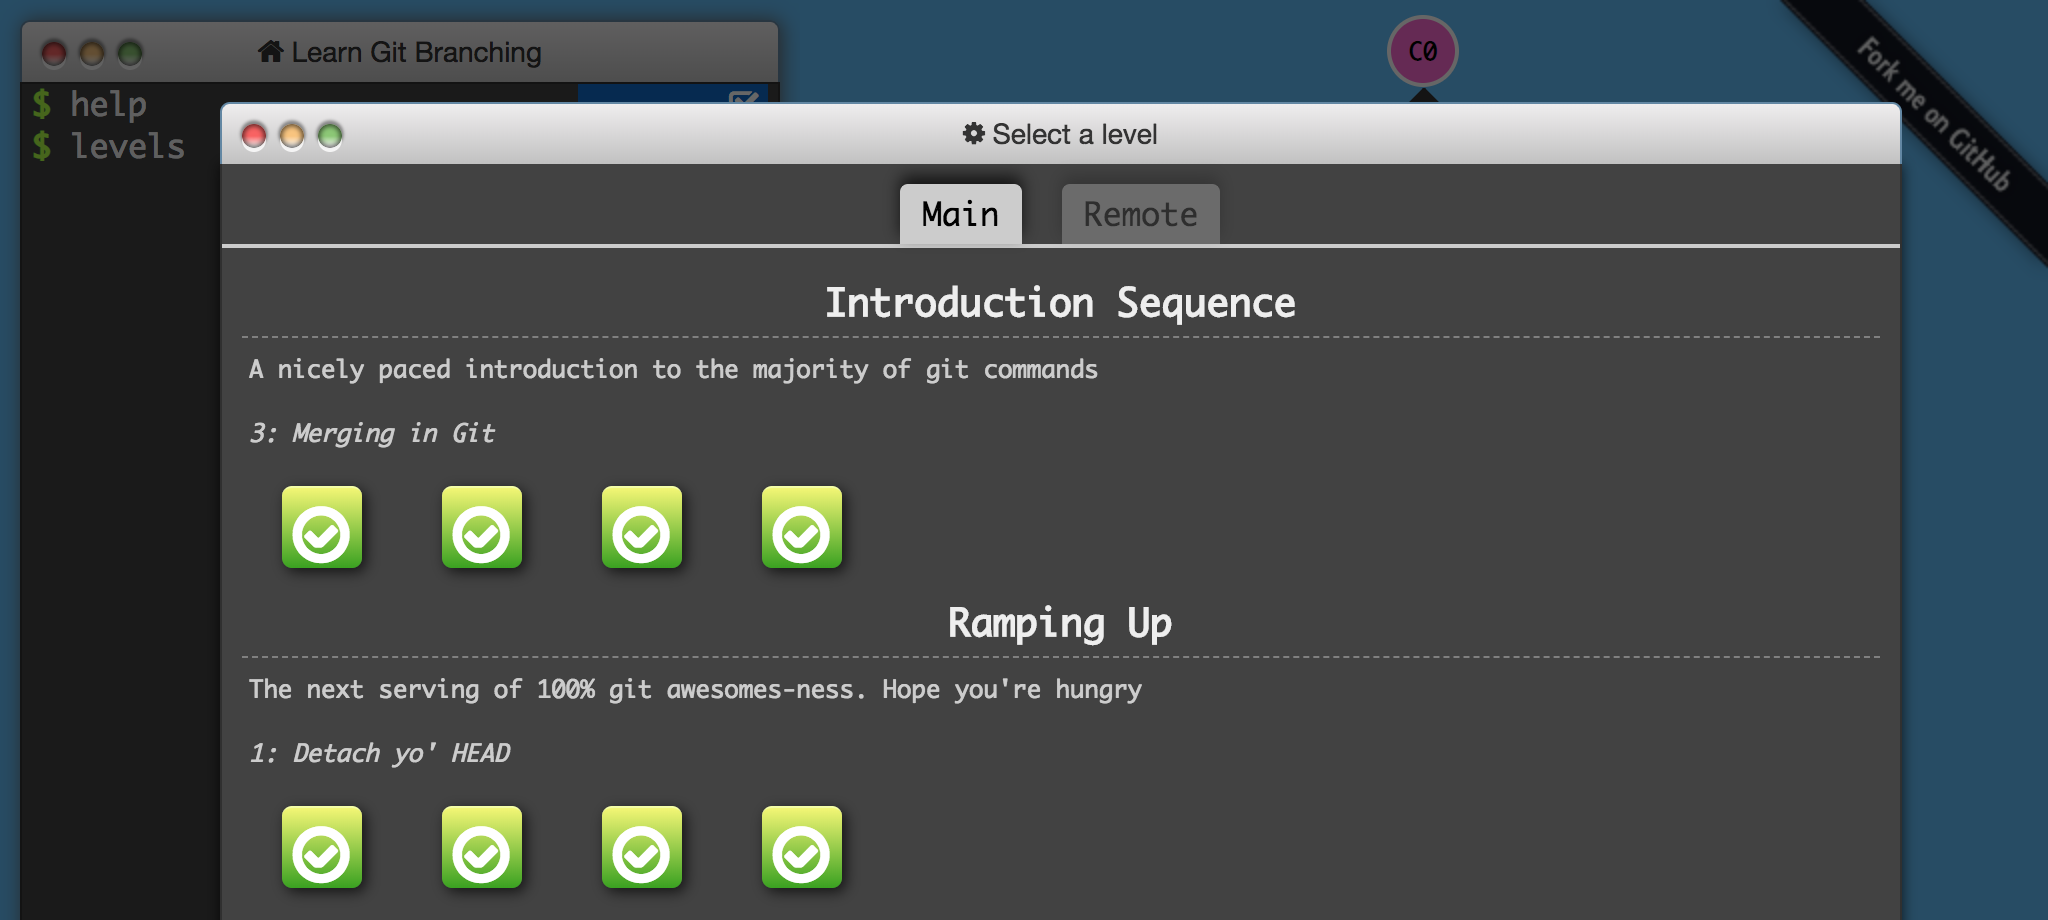 Learn Git Branching
$ help
$ levels
C0
Fork me on GitHub
Select a level
Main
Remote
Introduction Sequence
A nicely paced introduction to the majority of git commands
3: Merging in Git
Ramping Up
The next serving of 100% git awesomes-ness. Hope you're hungry
1: Detach yo' HEAD